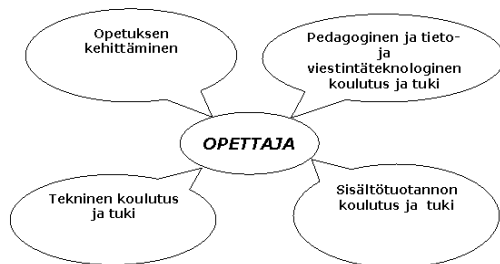 Opetuksen
kehittäminen
Pedagoginen ja tieto-
ja
viestintäteknologinen
koulutus ja tuki
OPETTAJA
Tekninen koulutus
ja tuki
Sisältötuotannon
koulutus ja tuki